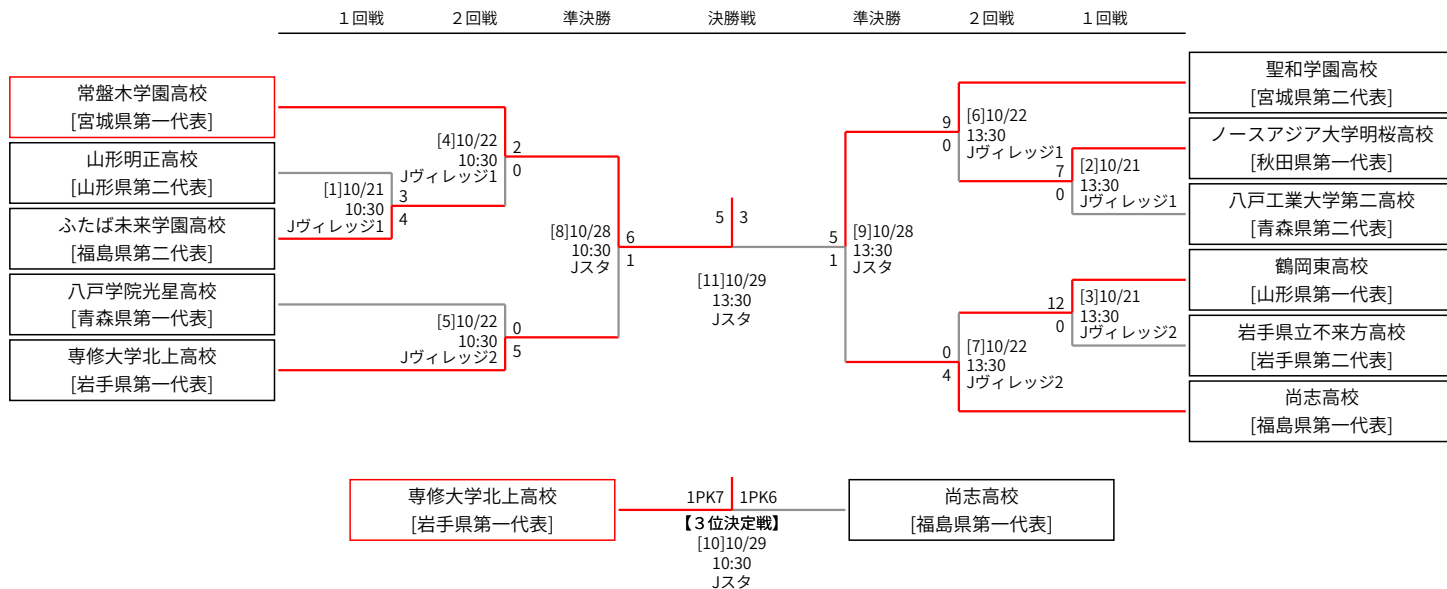 １回戦
２回戦
準決勝
決勝戦
準決勝
２回戦
１回戦
常盤木学園高校
[宮城県第一代表]
山形明正高校
[山形県第二代表]
ふたば未来学園高校
[福島県第二代表]
八戸学院光星高校
[青森県第一代表]
専修大学北上高校
[岩手県第一代表]
[1]10/21
10:30
Jヴィレッジ1
3
4
[4]10/22
10:30
Jヴィレッジ1
2
0
[5]10/22
10:30
Jヴィレッジ2
0
5
[8]10/28
10:30
Jスタ
6
1
5
3
[11]10/29
13:30
Jスタ
5
1
[9]10/28
13:30
Jスタ
9
0
[6]10/22
13:30
Jヴィレッジ1
7
0
[2]10/21
13:30
Jヴィレッジ1
0
4
[7]10/22
13:30
Jヴィレッジ2
12
0
[3]10/21
13:30
Jヴィレッジ2
聖和学園高校
[宮城県第二代表]
ノースアジア大学明桜高校
[秋田県第一代表]
八戸工業大学第二高校
[青森県第二代表]
鶴岡東高校
[山形県第一代表]
岩手県立不来方高校
[岩手県第二代表]
尚志高校
[福島県第一代表]
専修大学北上高校
[岩手県第一代表]
1PK7
1PK6
【３位決定戦】
[10]10/29
10:30
Jスタ
尚志高校
[福島県第一代表]